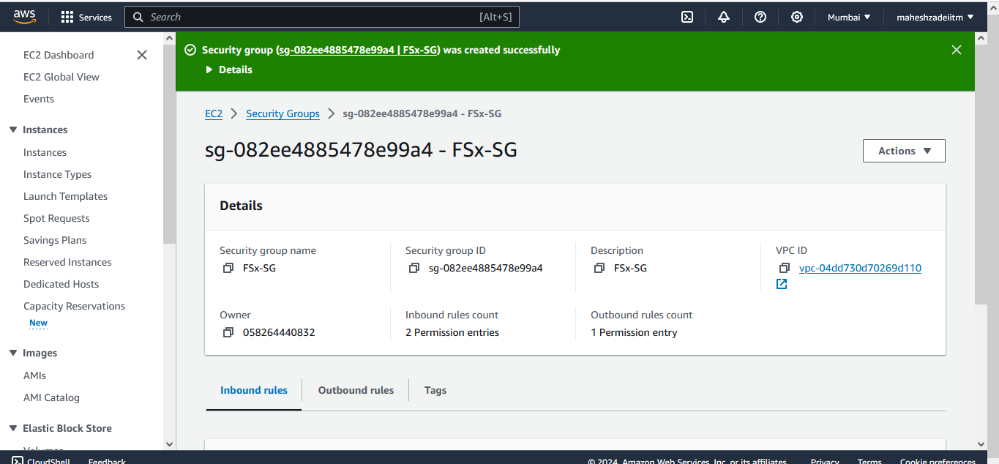 aws Services Search [Alt+S] Mumbai ▼ maheshzadeiitm ▼
EC2 Dashboard
EC2 Global View
Events
Instances
Instances
Instance Types
Launch Templates
Spot Requests
Savings Plans
Reserved Instances
Dedicated Hosts
Capacity Reservations
New
Images
AMIs
AMI Catalog
Elastic Block Store
Volumes
Security group (sg-082ee4885478e99a4 | FSx-SG) was created successfully
Details
EC2 > Security Groups > sg-082ee4885478e99a4 - FSx-SG
sg-082ee4885478e99a4 - FSx-SG
Actions ▼
Details
Security group name
FSx-SG
Security group ID
sg-082ee4885478e99a4
Description
FSx-SG
VPC ID
vpc-04dd730d70269d110
Owner
058264440832
Inbound rules count
2 Permission entries
Outbound rules count
1 Permission entry
Inbound rules Outbound rules Tags
CloudShell Feedback © 2024, Amazon Web Services, Inc. or its affiliates. Privacy Terms Cookie preferences